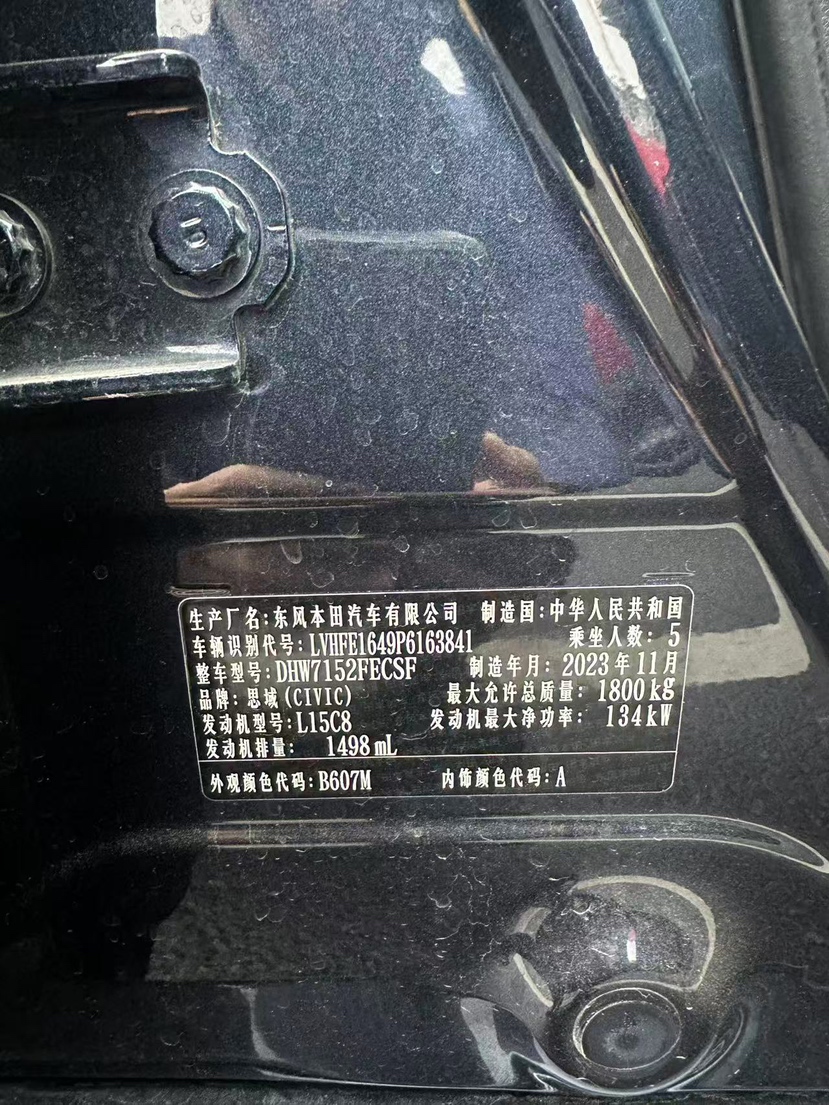 生产厂名:东风本田汽车有限公司 制造国:中华人民共和国
车辆识别代号:LVHFE1649P6163841 乘坐人数: 5
整车型号:DHW7152FECSF 制造年月: 2023年11月
品牌: 思域(CIVIC) 最大允许总质量: 1800kg
发动机型号:L15C8 发动机最大净功率: 134kW
发动机排量: 1498mL
外观颜色代码:B607M 内饰颜色代码:A